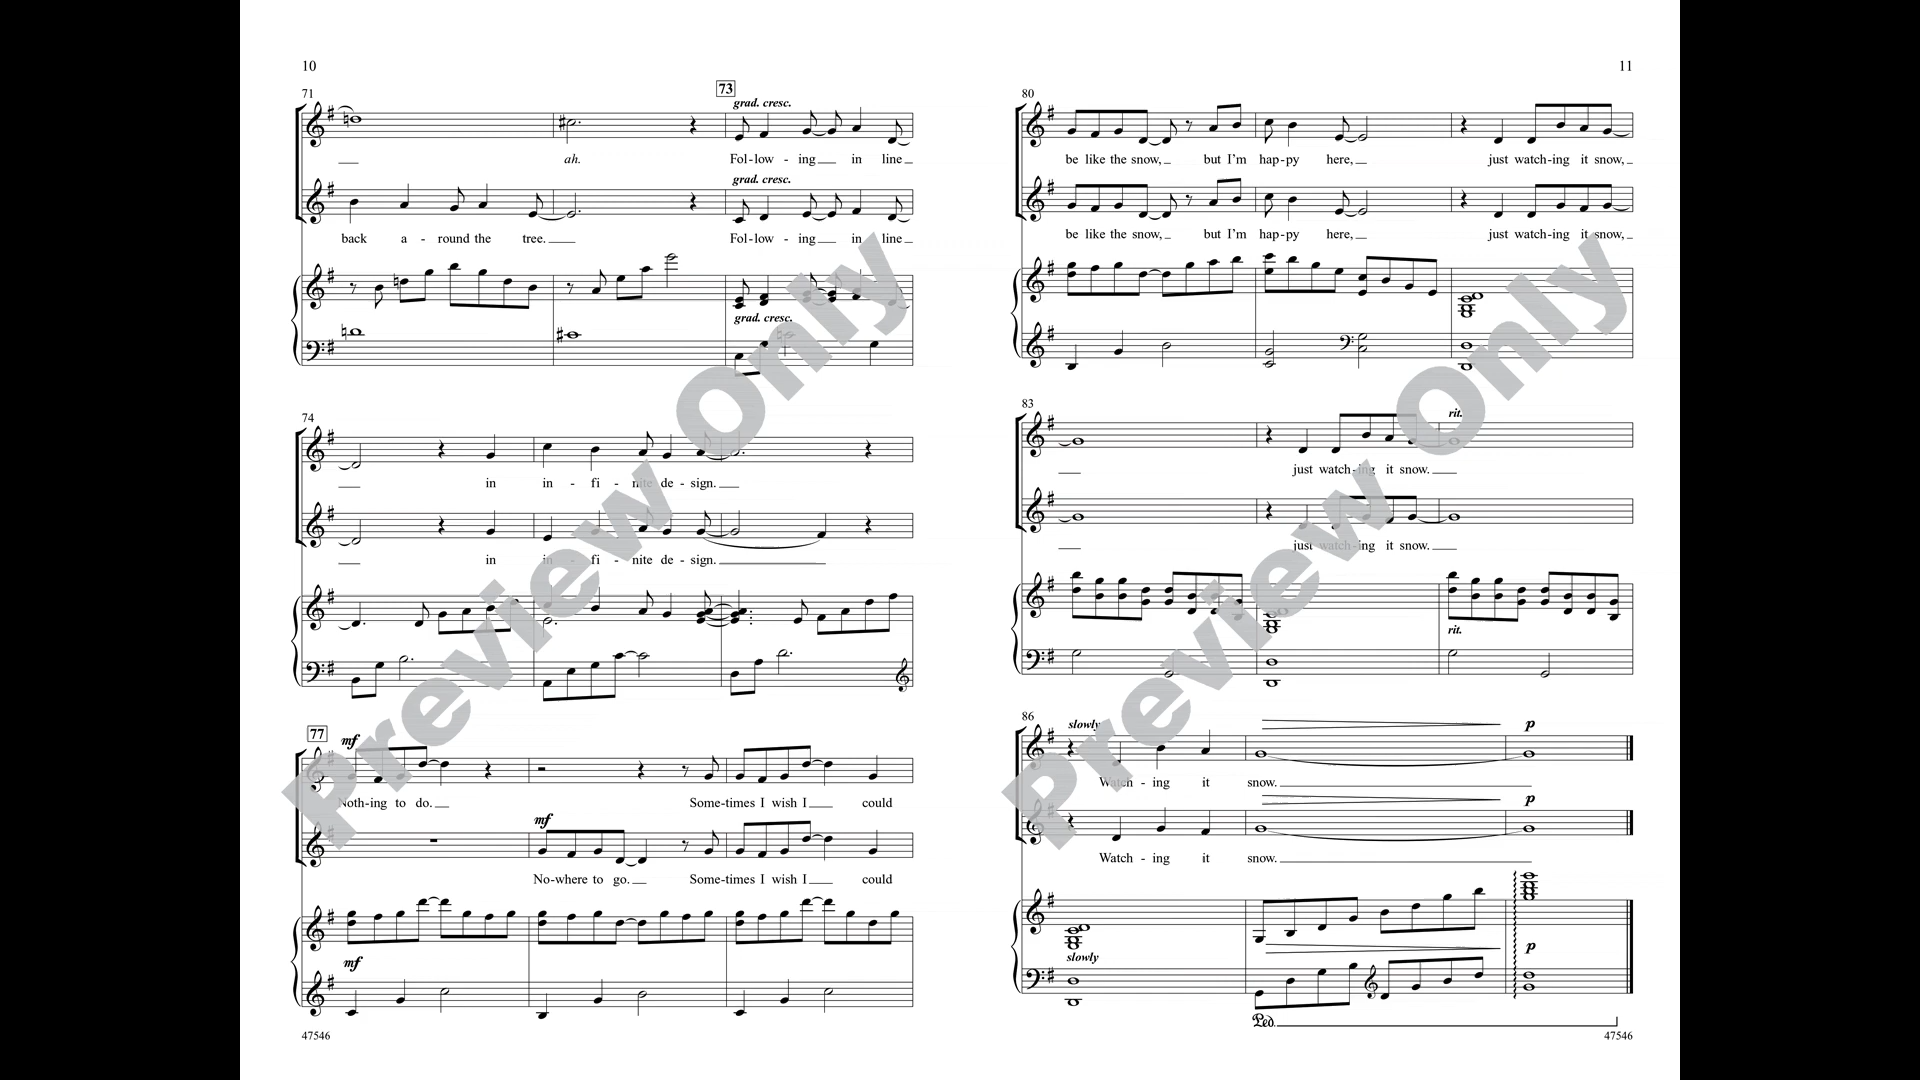 10
71
73
grad. cresc.
ah. Fol-low - ing in line
grad. cresc.
back a - round the tree. Fol-low - ing in line
grad. cresc.
74
in in - fi - nite de - sign.
in in - fi - nite de - sign.
77
mf
Noth-ing to do. Some-times I wish I could
mf
No-where to go. Some-times I wish I could
mf
47546
11
80
be like the snow, but I'm hap-py here, just watch-ing it snow,
be like the snow, but I'm hap-py here, just watch-ing it snow,
83
rit.
just watch-ing it snow.
just watch-ing it snow.
rit.
86
slowly
p
Watch - ing it snow.
p
Watch - ing it snow.
slowly
p
Ped.
47546
Preview Only
Preview Only